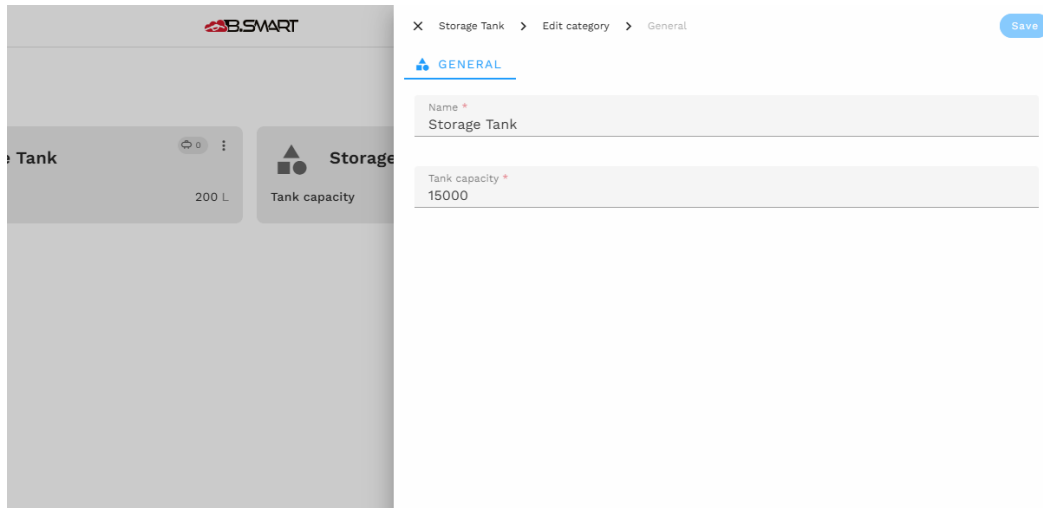 B.SMART
Storage Tank > Edit category > General
Save
GENERAL
Name *
Storage Tank
Tank capacity *
15000
Tank
0
200 L
Storage
Tank capacity